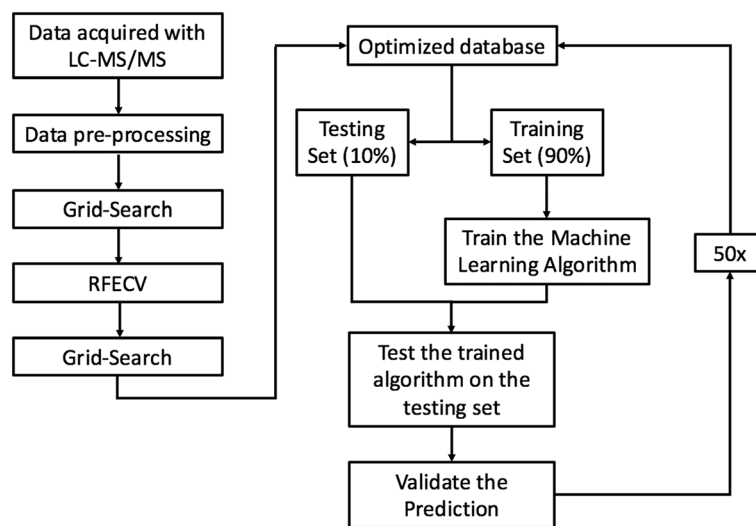 Data acquired with
LC-MS/MS
Data pre-processing
Grid-Search
RFECV
Grid-Search
Optimized database
Testing
Set (10%)
Training
Set (90%)
Train the Machine
Learning Algorithm
50x
Test the trained
algorithm on the
testing set
Validate the
Prediction